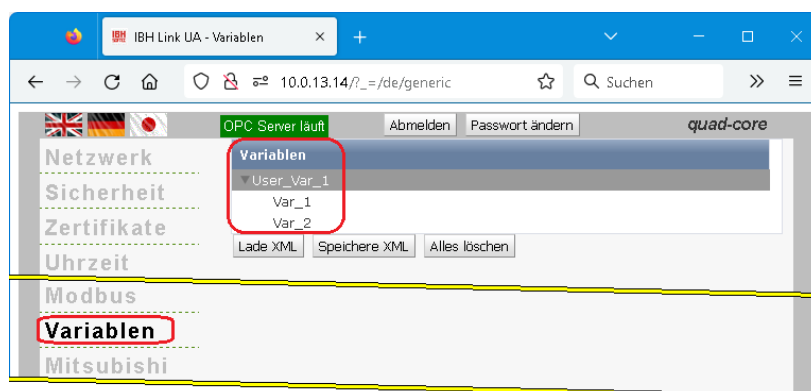 IBH Link UA - Variablen
10.0.13.14/?_=/de/generic
Suchen
OPC Server läuft
Abmelden
Passwort ändern
quad-core
Netzwerk
Sicherheit
Zertifikate
Uhrzeit
Modbus
Variablen
Mitsubishi
Variablen
User_Var_1
Var_1
Var_2
Lade XML
Speichere XML
Alles löschen